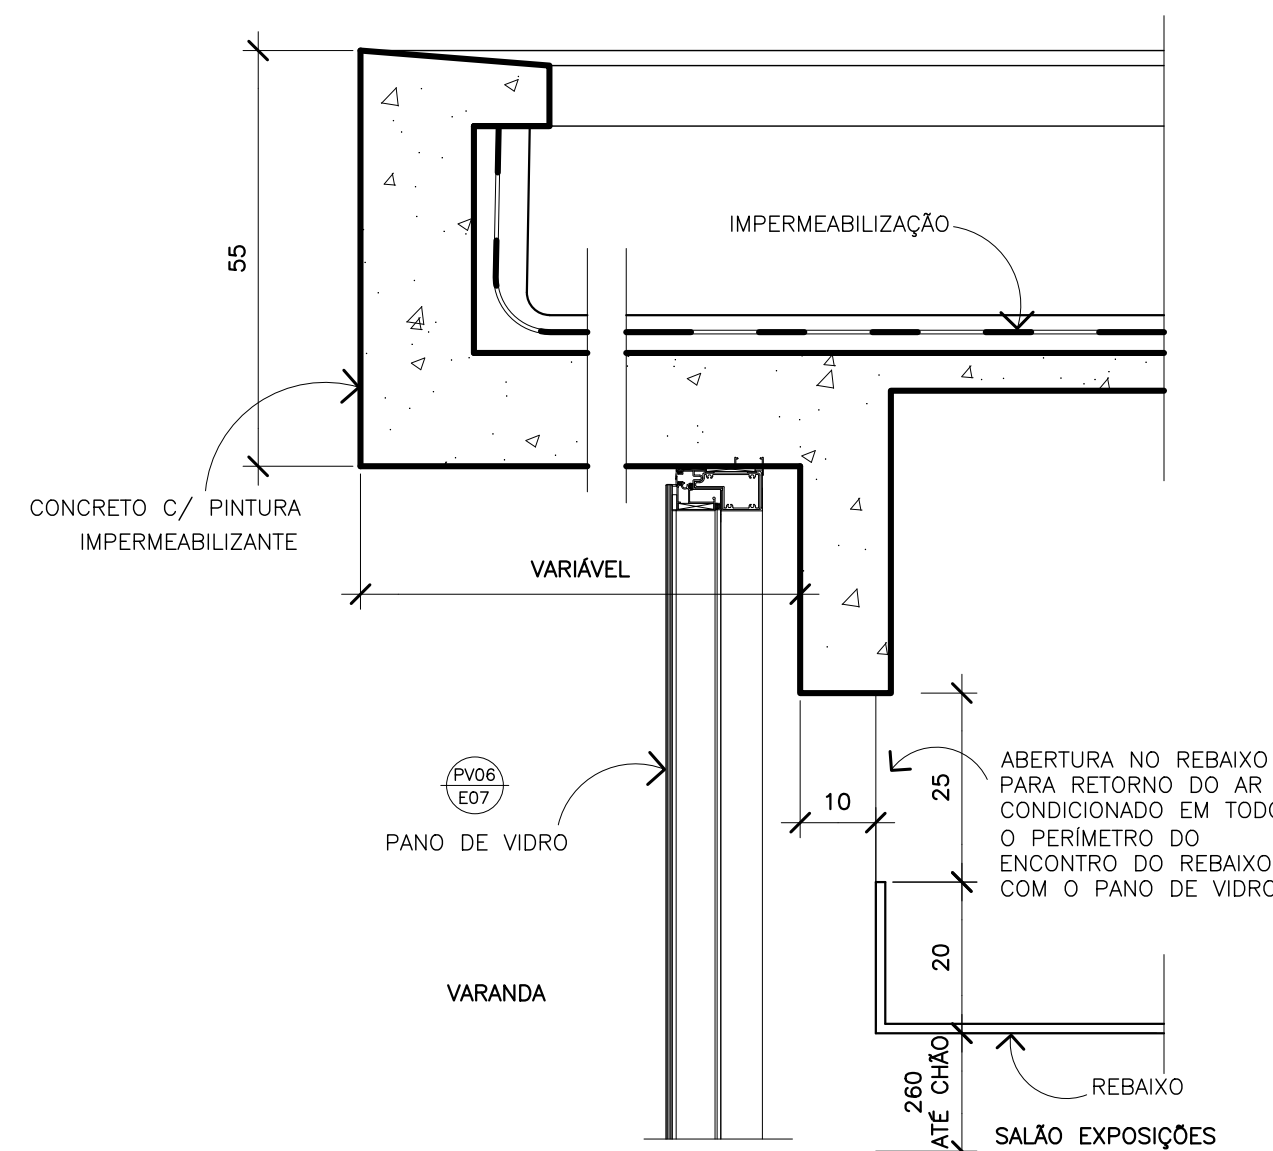 IMPERMEABILIZAÇÃO
55
CONCRETO C/ PINTURA
IMPERMEABILIZANTE
VARIÁVEL
PV06
E07
PANO DE VIDRO
10
25
ABERTURA NO REBAIXO
PARA RETORNO DO AR
CONDICIONADO EM TODO
O PERÍMETRO DO
ENCONTRO DO REBAIXO
COM O PANO DE VIDRO
20
VARANDA
260
ATÉ CHÃO
REBAIXO
SALÃO EXPOSIÇÕES